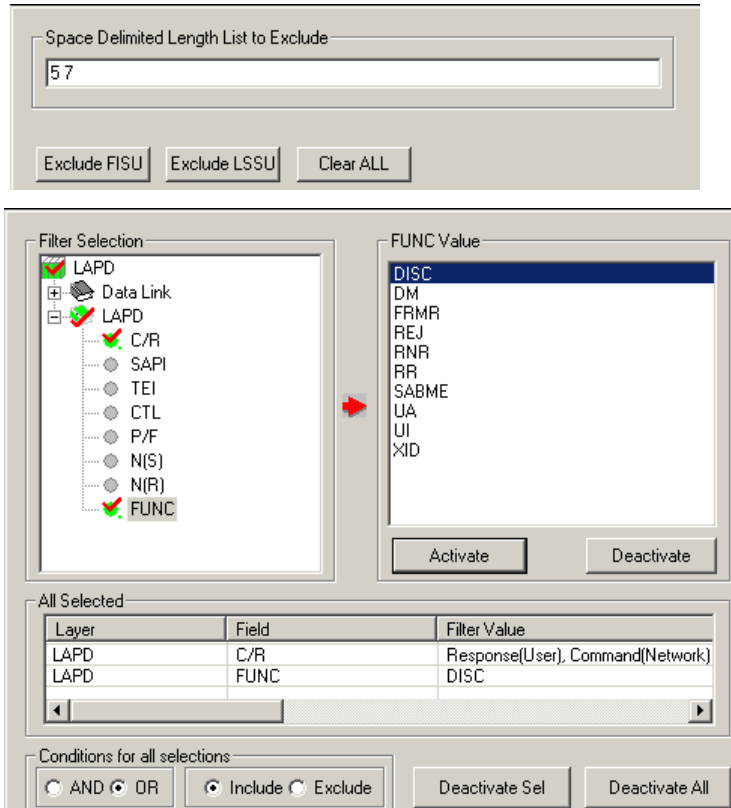 Space Delimited Length List to Exclude
5 7
Exclude FISU Exclude LSSU Clear ALL
Filter Selection
LAPD
Data Link
LAPD
C/R
SAPI
TEI
CTL
P/F
N(S)
N(R)
FUNC
FUNC Value
DISC
DM
FRMR
REJ
RNR
RR
SABME
UA
UI
XID
Activate Deactivate
All Selected
Layer Field Filter Value
LAPD C/R Response(User), Command(Network)
LAPD FUNC DISC
Conditions for all selections
AND OR Include Exclude Deactivate Sel Deactivate All